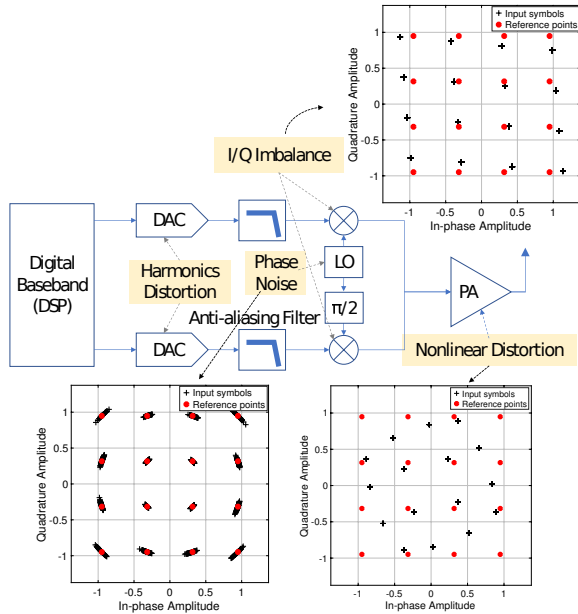 Input symbols
Reference points
1
0.5
0
-0.5
-1
Quadrature Amplitude
-1
-0.5
0
0.5
1
In-phase Amplitude
I/Q Imbalance
Digital
Baseband
(DSP)
DAC
Harmonics
Distortion
DAC
Phase
Noise
Anti-aliasing Filter
LO
π/2
PA
Nonlinear Distortion
Input symbols
Reference points
1
0.5
0
-0.5
-1
Quadrature Amplitude
-1
-0.5
0
0.5
1
In-phase Amplitude
Input symbols
Reference points
1
0.5
0
-0.5
-1
Quadrature Amplitude
-1
-0.5
0
0.5
1
In-phase Amplitude